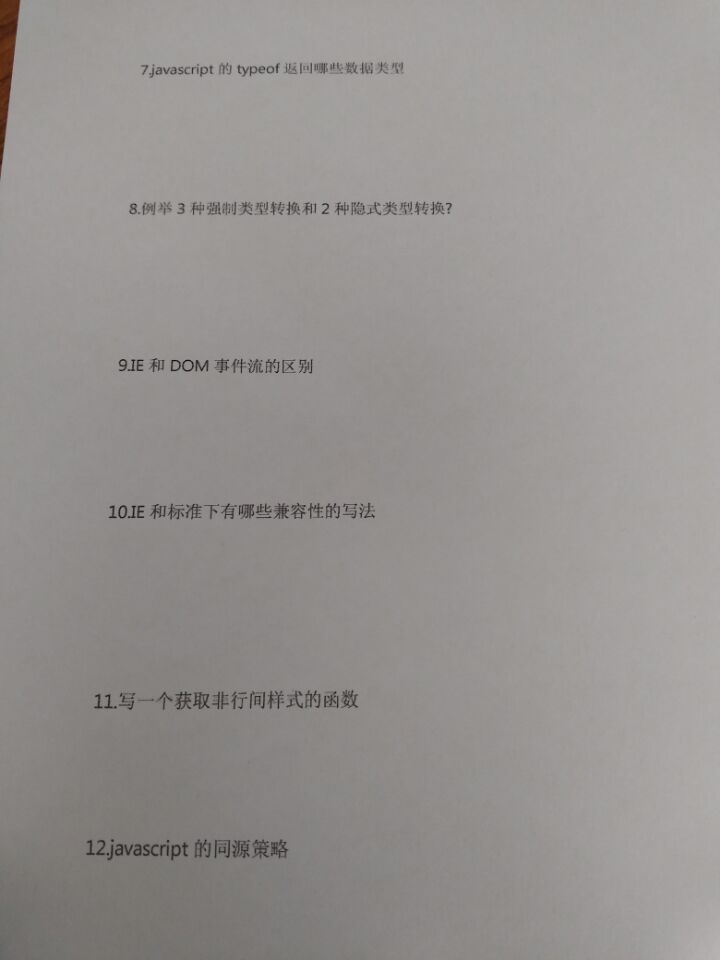 7.javascript 的 typeof 返回哪些数据类型
8.例举 3 种强制类型转换和 2 种隐式类型转换?
9.IE 和 DOM 事件流的区别
10.IE 和标准下有哪些兼容性的写法
11.写一个获取非行间样式的函数
12.javascript 的同源策略